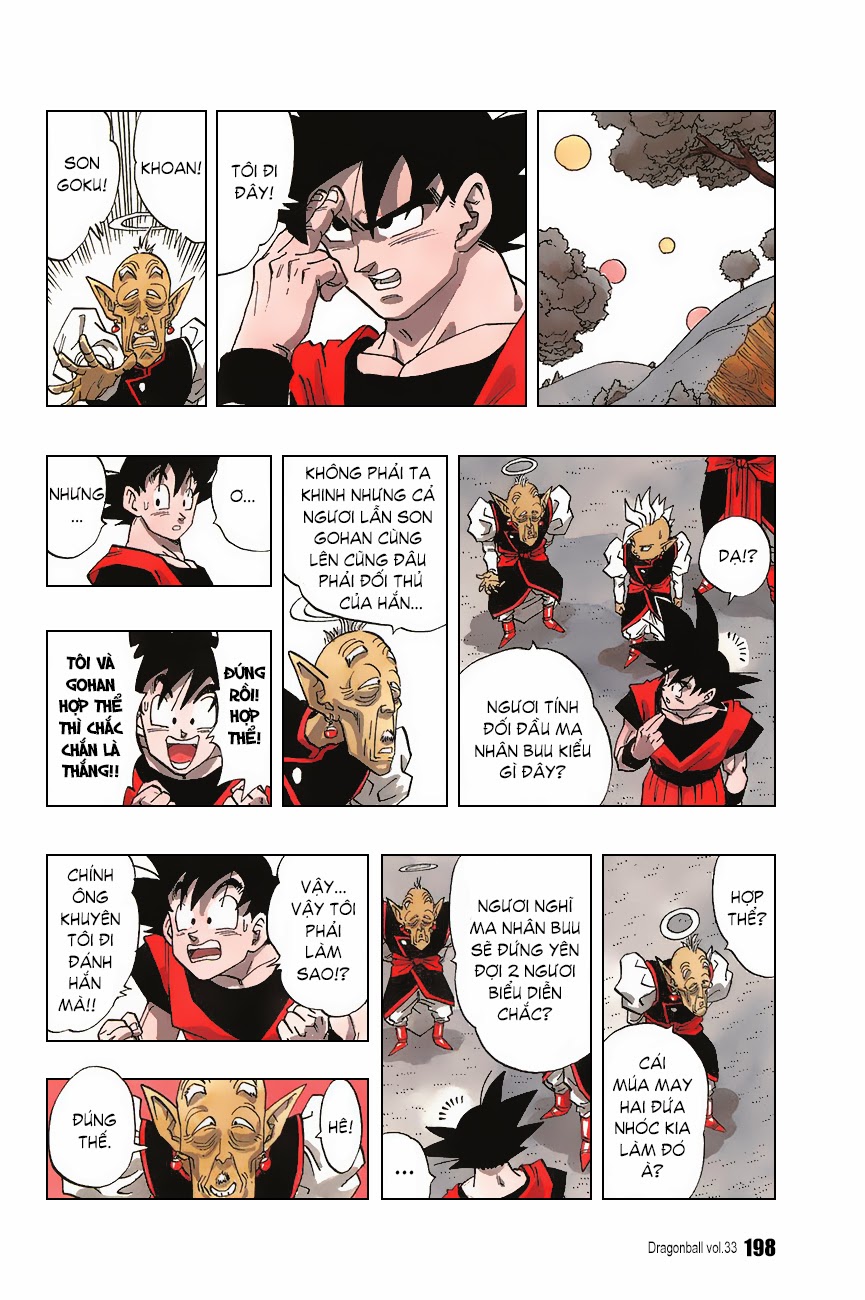 TÔI ĐI
ĐÂY!
KHOAN!
SON
GOKU!
DẠ!?
NGƯƠI TÍNH
ĐỐI ĐẦU MA
NHÂN BUU KIỂU
GÌ ĐÂY?
KHÔNG PHẢI TA
KHINH NHƯNG CẢ
NGƯƠI LẪN SON
GOHAN CÙNG
LÊN CŨNG ĐÂU
PHẢI ĐỐI THỦ
CỦA HẮN...
Ơ...
NHƯNG
...
ĐÚNG
RỒI!
HỢP
THỂ!
TÔI VÀ
GOHAN
HỢP THỂ
THÌ CHẮC
CHẮN LÀ
THẮNG!!
HỢP
THỂ?
CÁI
MÚA MAY
HAI ĐỨA
NHÓC KIA
LÀM ĐÓ
À?
NGƯƠI NGHĨ
MA NHÂN BUU
SẼ ĐỨNG YÊN
ĐỢI 2 NGƯƠI
BIỂU DIỄN
CHẮC?
...
VẬY...
VẬY TÔI
PHẢI
LÀM
SAO!?
CHÍNH
ÔNG
KHUYÊN
TÔI ĐI
ĐÁNH
HẮN
MÀ!!
HÊ!
ĐÚNG
THẾ.
Dragonball vol.33 198